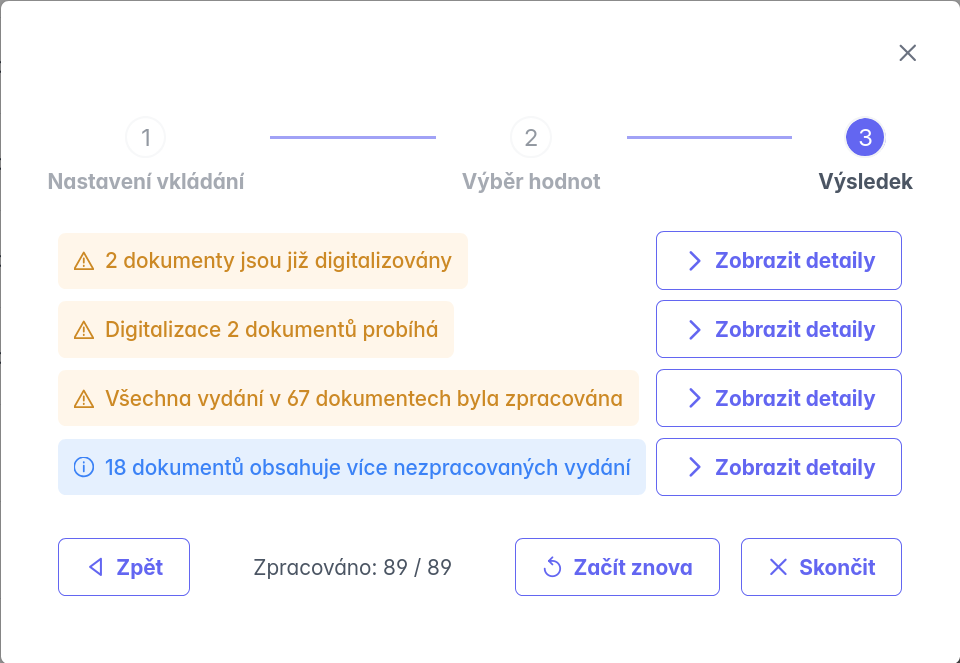 1
2
3
Nastavení vkládání
Výběr hodnot
Výsledek
2 dokumenty jsou již digitalizovány
Zobrazit detaily
Digitalizace 2 dokumentů probíhá
Zobrazit detaily
Všechna vydání v 67 dokumentech byla zpracována
Zobrazit detaily
18 dokumentů obsahuje více nezpracovaných vydání
Zobrazit detaily
Zpět
Zpracováno: 89 / 89
Začít znova
Skončit